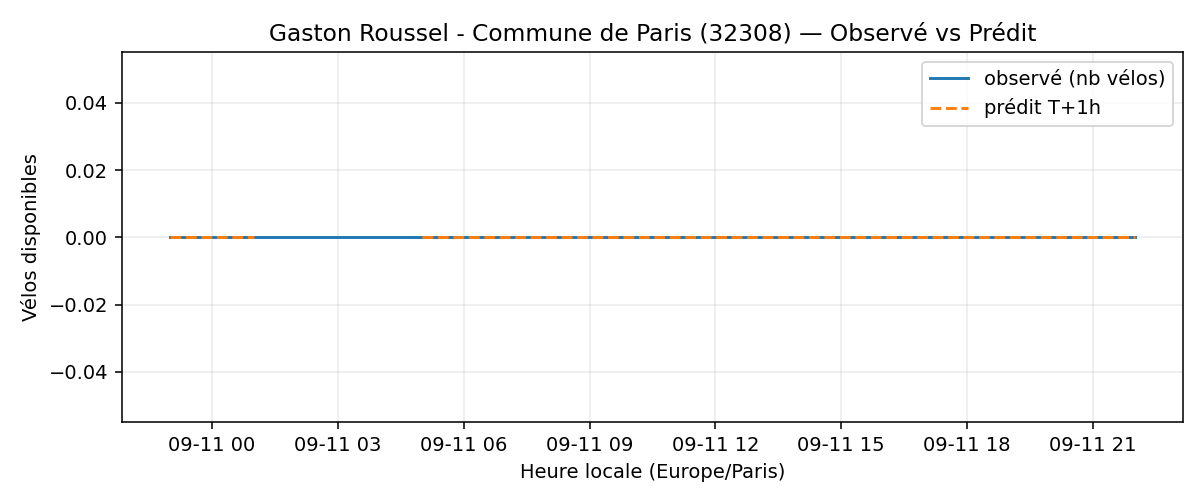 Gaston Roussel - Commune de Paris (32308) — Observé vs Prédit
observé (nb vélos)
prédit T+1h
Vélos disponibles
0.04
0.02
0.00
−0.02
−0.04
09-11 00
09-11 03
09-11 06
09-11 09
09-11 12
09-11 15
09-11 18
09-11 21
Heure locale (Europe/Paris)